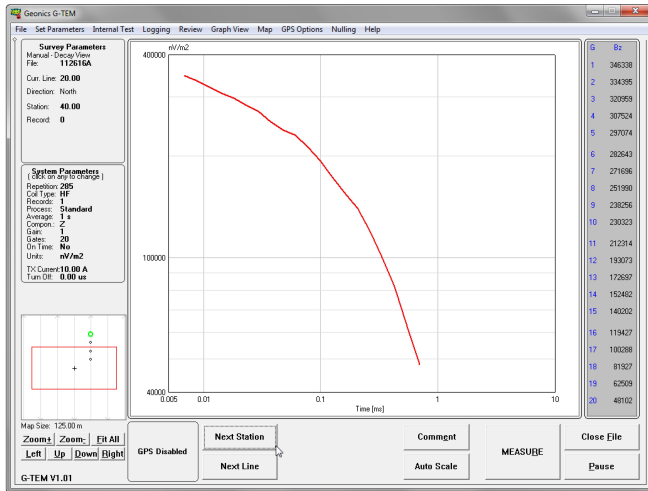 Geonics G-TEM
File Set Parameters Internal Test Logging Review Graph View Map GPS Options Nulling Help
Survey Parameters
Manual - Decay View
File: 112616A
Curr. Line: 20.00
Direction: North
Station: 40.00
Record: 0
System Parameters
( click on any to change )
Repetition: 285
Coil Type: HF
Records: 1
Process: Standard
Average: 1 s
Compon.: Z
Gain: 1
Gates: 20
On Time: No
Units: nV/m2
TX Current: 10.00 A
Turn Off: 0.00 us
Map Size: 125.00 m
Zoom+ Zoom- Fit All
Left Up Down Right
G-TEM V1.01
nV/m2
400000
100000
40000
0.005 0.01 0.1 1 10
Time [ms]
G Bz
1 346338
2 334395
3 320959
4 307524
5 297074
6 282643
7 271696
8 251990
9 238256
10 230323
11 212314
12 193073
13 172697
14 152482
15 140202
16 119427
17 100288
18 81927
19 62509
20 48102
GPS Disabled
Next Station
Next Line
Comment
Auto Scale
MEASURE
Close File
Pause